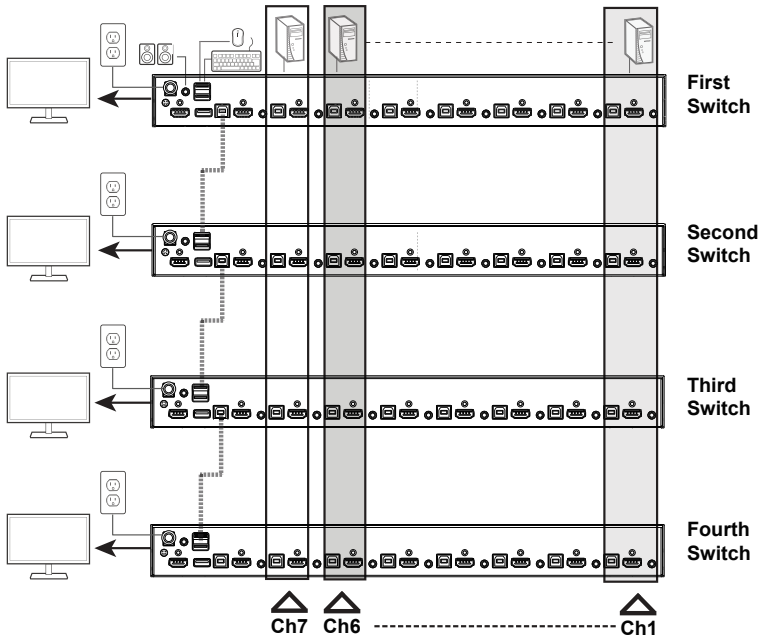 First
Switch
Second
Switch
Third
Switch
Fourth
Switch
Ch7
Ch6
Ch1